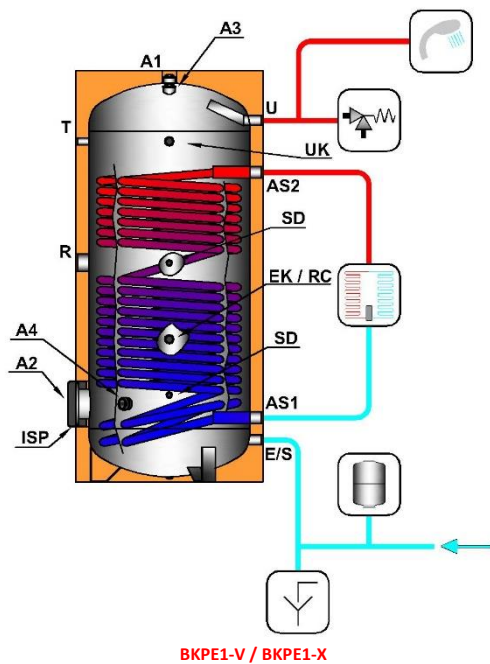 A1
A3
U
T
UK
AS2
SD
R
EK / RC
A4
SD
A2
AS1
ISP
E/S
BKPE1-V / BKPE1-X